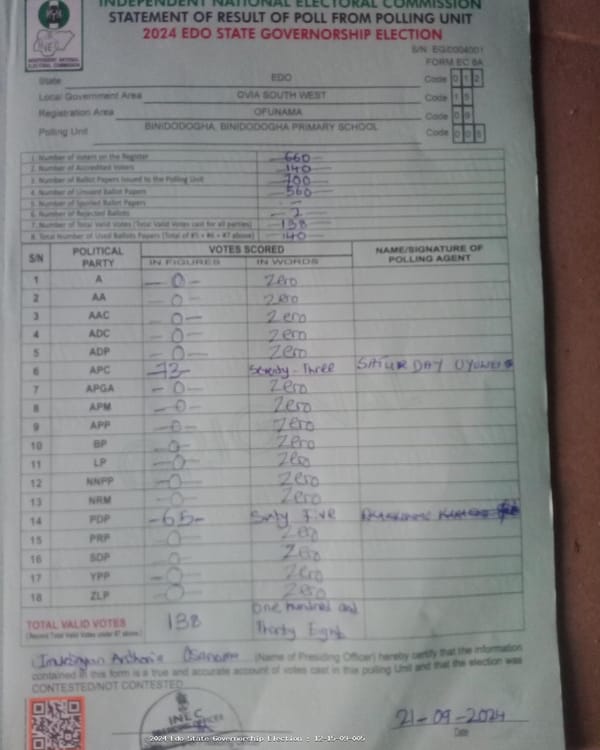 INDEPENDENT NATIONAL ELECTORAL COMMISSION
STATEMENT OF RESULT OF POLL FROM POLLING UNIT
2024 EDO STATE GOVERNORSHIP ELECTION
INEC
INDEPENDENT NATIONAL ELECTORAL COMMISSION
S/N: EG/0004001
FORM EC 8A
State EDO Code 0 1 2
Local Government Area OVIA SOUTH WEST Code 1 5
Registration Area OFUNAMA Code 0 9
Polling Unit BINIDODOGHA, BINIDODOGHA PRIMARY SCHOOL Code 0 0 5
1. Number of Voters on the Register 660
2. Number of Accredited Voters 140
3. Number of Ballot Papers Issued to the Polling Unit 700
4. Number of Unused Ballot Papers 560
5. Number of Spoiled Ballot Papers -
6. Number of Rejected Ballots 2
7. Number of Total Valid Votes (Total Valid Votes cast for all parties) 138
8. Total Number of Used Ballots Papers (Total of #5 + #6 + #7 above) 140
S/N POLITICAL PARTY VOTES SCORED NAME/SIGNATURE OF POLLING AGENT
IN FIGURES IN WORDS
1 A -0- Zero
2 AA -0- Zero
3 AAC -0- Zero
4 ADC -0- Zero
5 ADP -0- Zero
6 APC -73- Seventy-Three SATURDAY
7 APGA -0- Zero
8 APM -0- Zero
9 APP -0- Zero
10 BP -0- Zero
11 LP -0- Zero
12 NNPP -0- Zero
13 NRM -0- Zero
14 PDP -65- Sixty Five
15 PRP -0- Zero
16 SDP -0- Zero
17 YPP -0- Zero
18 ZLP -0- Zero
TOTAL VALID VOTES 138 One hundred and
(Record Total Valid Votes under #7 above) Thirty Eight
(Name of Presiding Officer) hereby certify that the information
contained in this form is a true and accurate account of votes cast in this polling Unit and that the election was
CONTESTED/NOT CONTESTED
INEC
21-09-2024
Date
2024 Edo State Governorship Election : 12-15-09-005